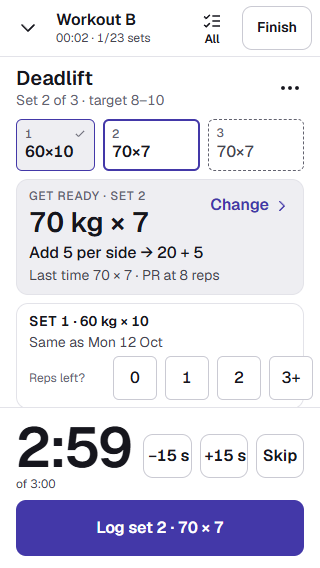 Workout B
00:02 · 1/23 sets
All
Finish
Deadlift
Set 2 of 3 · target 8–10
1
60×10
2
70×7
3
70×7
GET READY · SET 2
70 kg × 7
Change
Add 5 per side → 20 + 5
Last time 70 × 7 · PR at 8 reps
SET 1 · 60 kg × 10
Same as Mon 12 Oct
Reps left?
0
1
2
3+
2:59
of 3:00
−15 s
+15 s
Skip
Log set 2 · 70 × 7